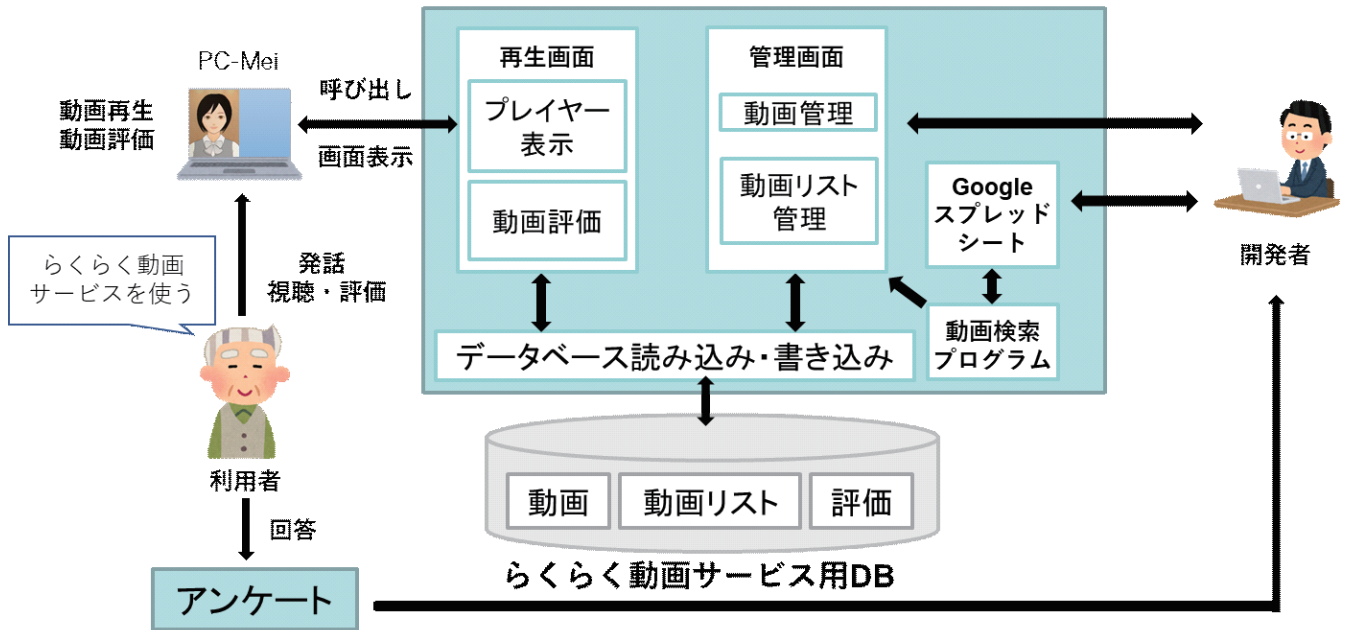 PC-Mei
動画再生
動画評価
呼び出し
画面表示
再生画面
プレイヤー
表示
動画評価
管理画面
動画管理
動画リスト
管理
Google
スプレッド
シート
開発者
らくらく動画
サービスを使う
発話
視聴・評価
データベース読み込み・書き込み
動画検索
プログラム
利用者
動画
動画リスト
評価
回答
らくらく動画サービス用DB
アンケート